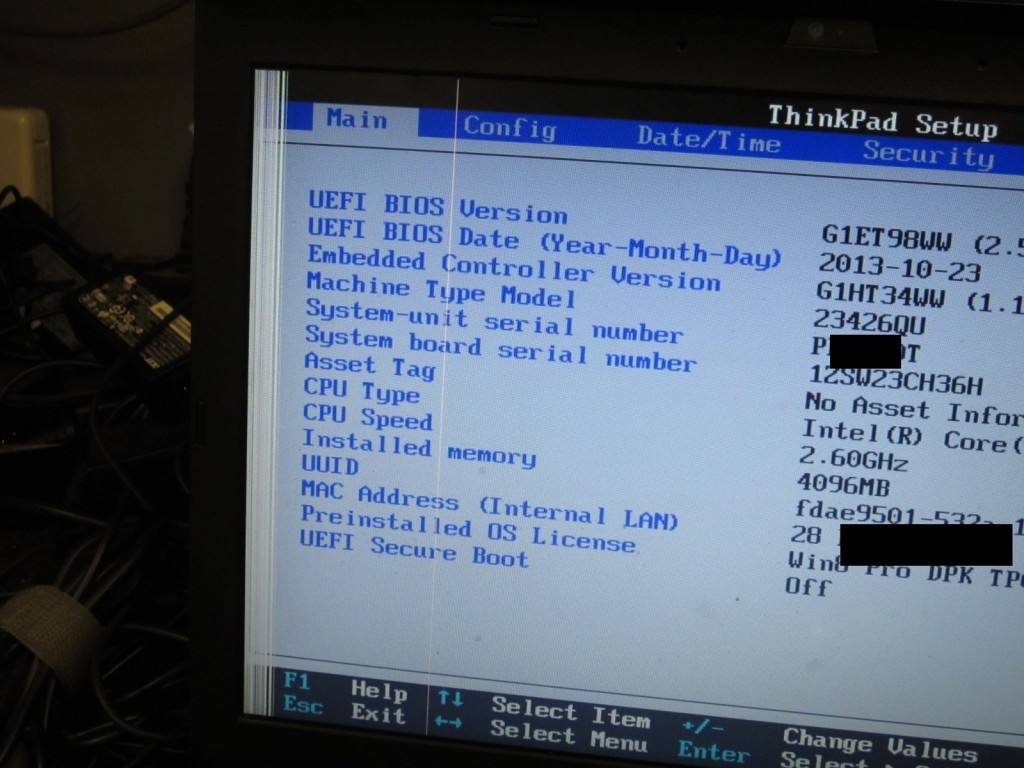 ThinkPad Setup
Main Config Date/Time Security
UEFI BIOS Version G1ET98WW
UEFI BIOS Date (Year-Month-Day) 2013-10-23
Embedded Controller Version G1HT34WW
Machine Type Model 23426QU
System-unit serial number
System board serial number 1ZSW23CH36H
Asset Tag No Asset
CPU Type Intel(R) Core
CPU Speed 2.60GHz
Installed memory 4096MB
UUID
MAC Address (Internal LAN) 28
Preinstalled OS License Win8 Pro DPK
UEFI Secure Boot Off
F1 Help ↑↓ Select Item +/- Change Values
Esc Exit ←→ Select Menu Enter Select